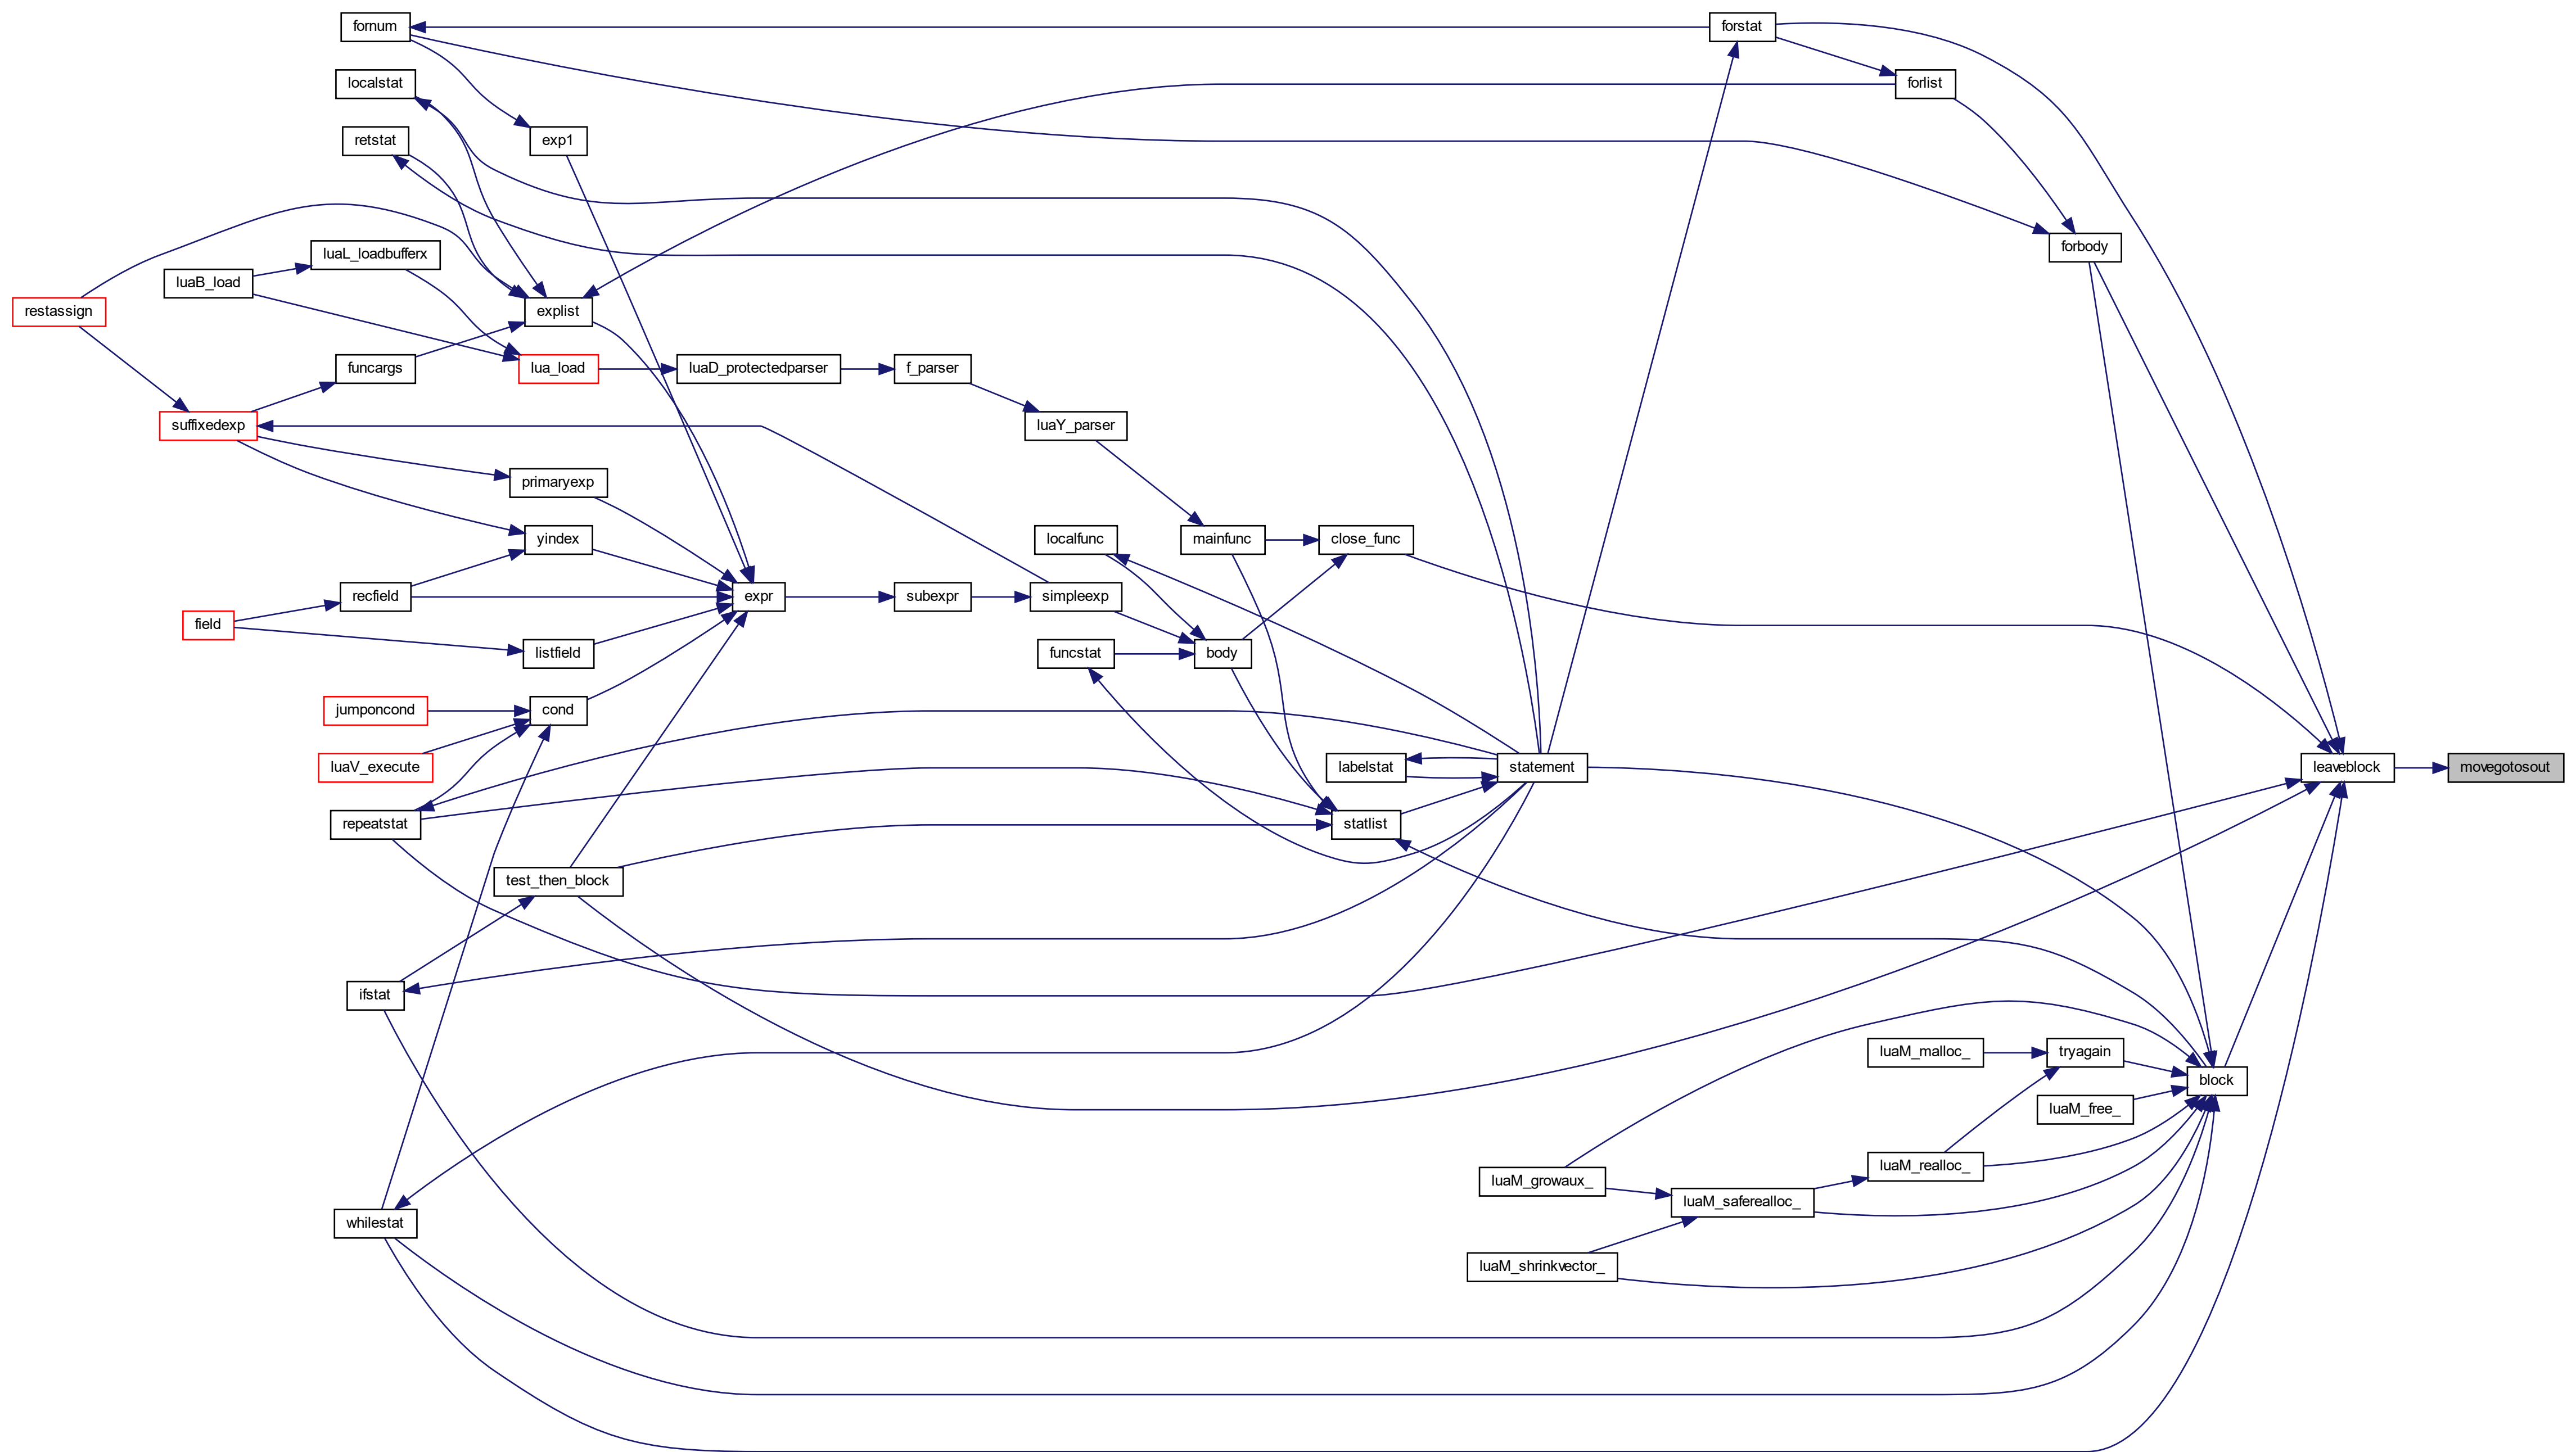 fornum
forstat
localstat
forlist
retstat
exp1
forbody
luaL_loadbufferx
luaB_load
restassign
explist
funcargs
lua_load
luaD_protectedparser
f_parser
suffixedexp
luaY_parser
primaryexp
yindex
localfunc
mainfunc
close_func
recfield
expr
subexpr
simpleexp
field
listfield
funcstat
body
jumponcond
cond
luaV_execute
labelstat
statement
leaveblock
movegotosout
repeatstat
statlist
test_then_block
ifstat
luaM_malloc_
tryagain
block
luaM_free_
luaM_realloc_
luaM_growaux_
luaM_saferealloc_
whilestat
luaM_shrinkvector_